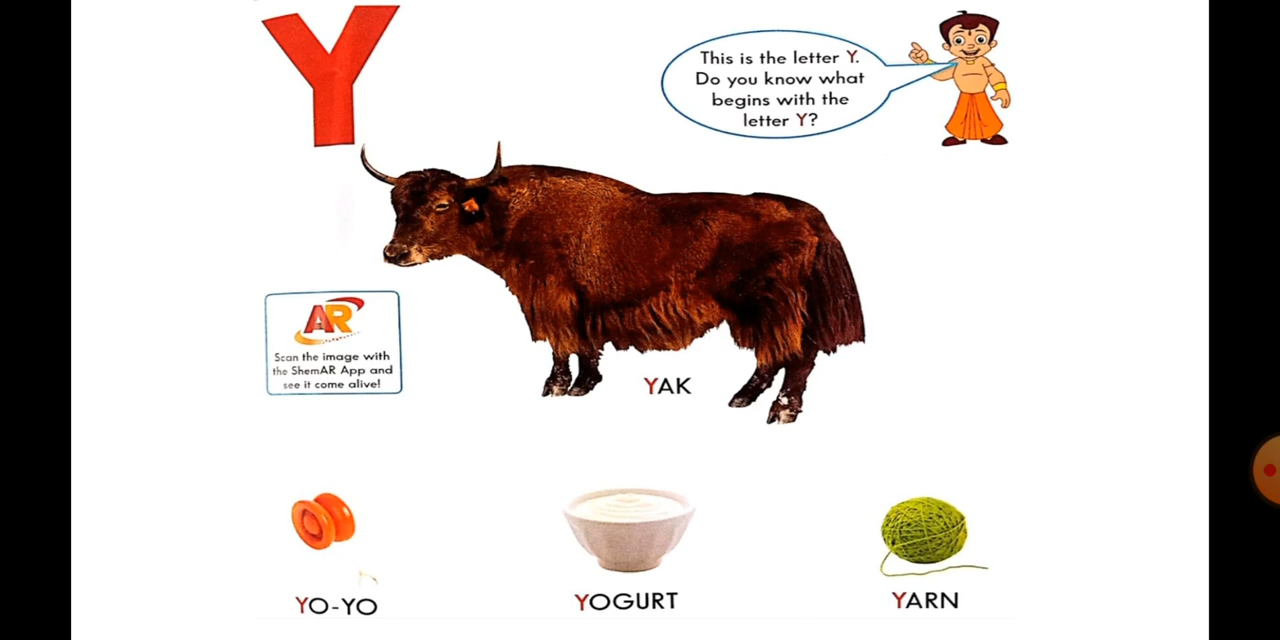 Y
This is the letter Y.
Do you know what
begins with the
letter Y?
AR
Scan the image with
the ShemAR App and
see it come alive!
YAK
YO-YO
YOGURT
YARN